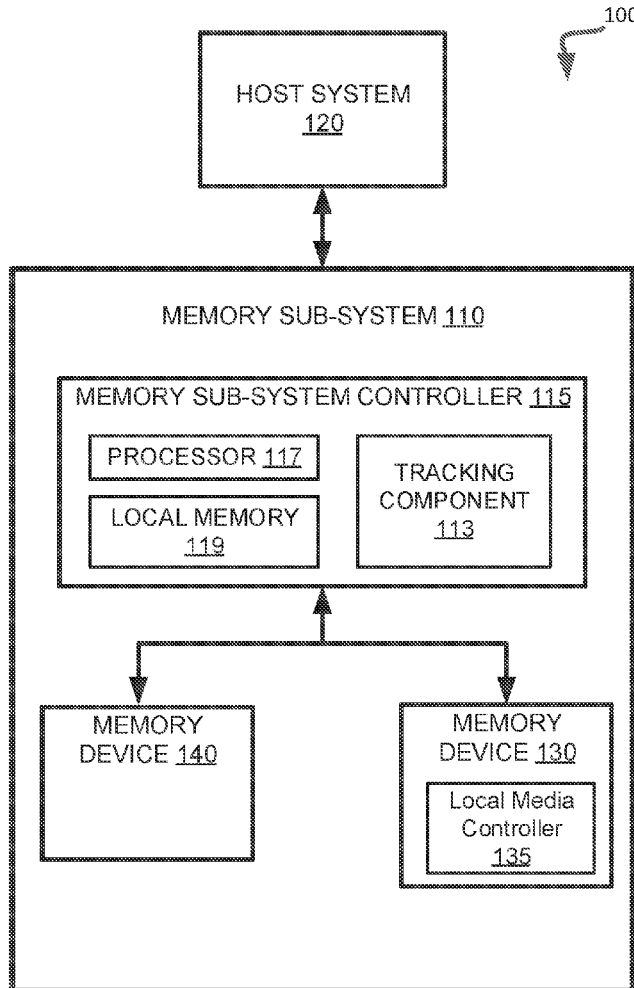 100
HOST SYSTEM
120
MEMORY SUB-SYSTEM 110
MEMORY SUB-SYSTEM CONTROLLER 115
PROCESSOR 117
LOCAL MEMORY
119
TRACKING
COMPONENT
113
MEMORY
DEVICE 140
MEMORY
DEVICE 130
Local Media
Controller
135